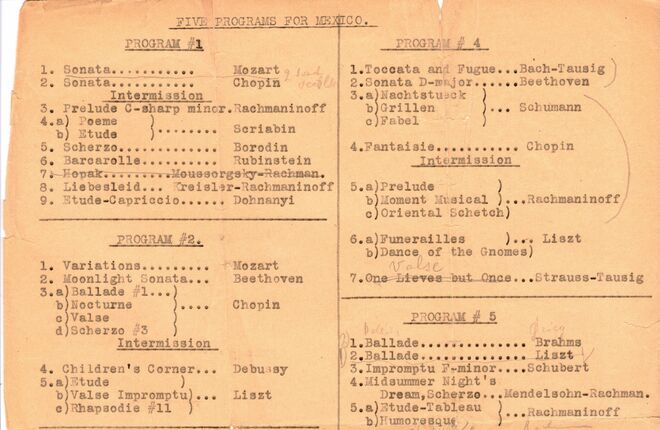 FIVE PROGRAMS FOR MEXICO.
PROGRAM #1
1. Sonata........... Mozart
2. Sonata........... Chopin
Intermission
3. Prelude C-sharp minor.Rachmaninoff
4.a) Poeme
b) Etude )....... Scriabin
5. Scherzo.......... Borodin
6. Barcarolle....... Rubinstein
7. Hopak.........Moussorgsky-Rachman.
8. Liebesleid... Kreisler-Rachmaninoff
9. Etude-Capriccio...... Dohnanyi
PROGRAM #2.
1. Variations......... Mozart
2. Moonlight Sonata... Beethoven
3.a)Ballade #1...)
b)Nocturne )... Chopin
c)Valse )
d)Scherzo #3 )
Intermission
4. Children's Corner... Debussy
5.a)Etude )
b)Valse Impromptu)... Liszt
c)Rhapsodie #11 )
PROGRAM # 4
1.Toccata and Fugue...Bach-Tausig
2.Sonata D-major......Beethoven
3.a)Nachtstueck )
b)Grillen )... Schumann
c)Fabel )
4.Fantaisie........... Chopin
Intermission
5.a)Prelude )
b)Moment Musical )...Rachmaninoff
c)Oriental Schetch)
6.a)Funerailles )... Liszt
b)Dance of the Gnomes)
Valse
7.One Lieves but Once...Strauss-Tausig
PROGRAM # 5
1.Ballade.............. Brahms
2.Ballade.............. Liszt
3.Impromptu F-minor....Schubert
4.Midsummer Night's
Dream,Scherzo...Mendelsohn-Rachman.
5.a)Etude-Tableau )
b)Humoresque )...Rachmaninoff